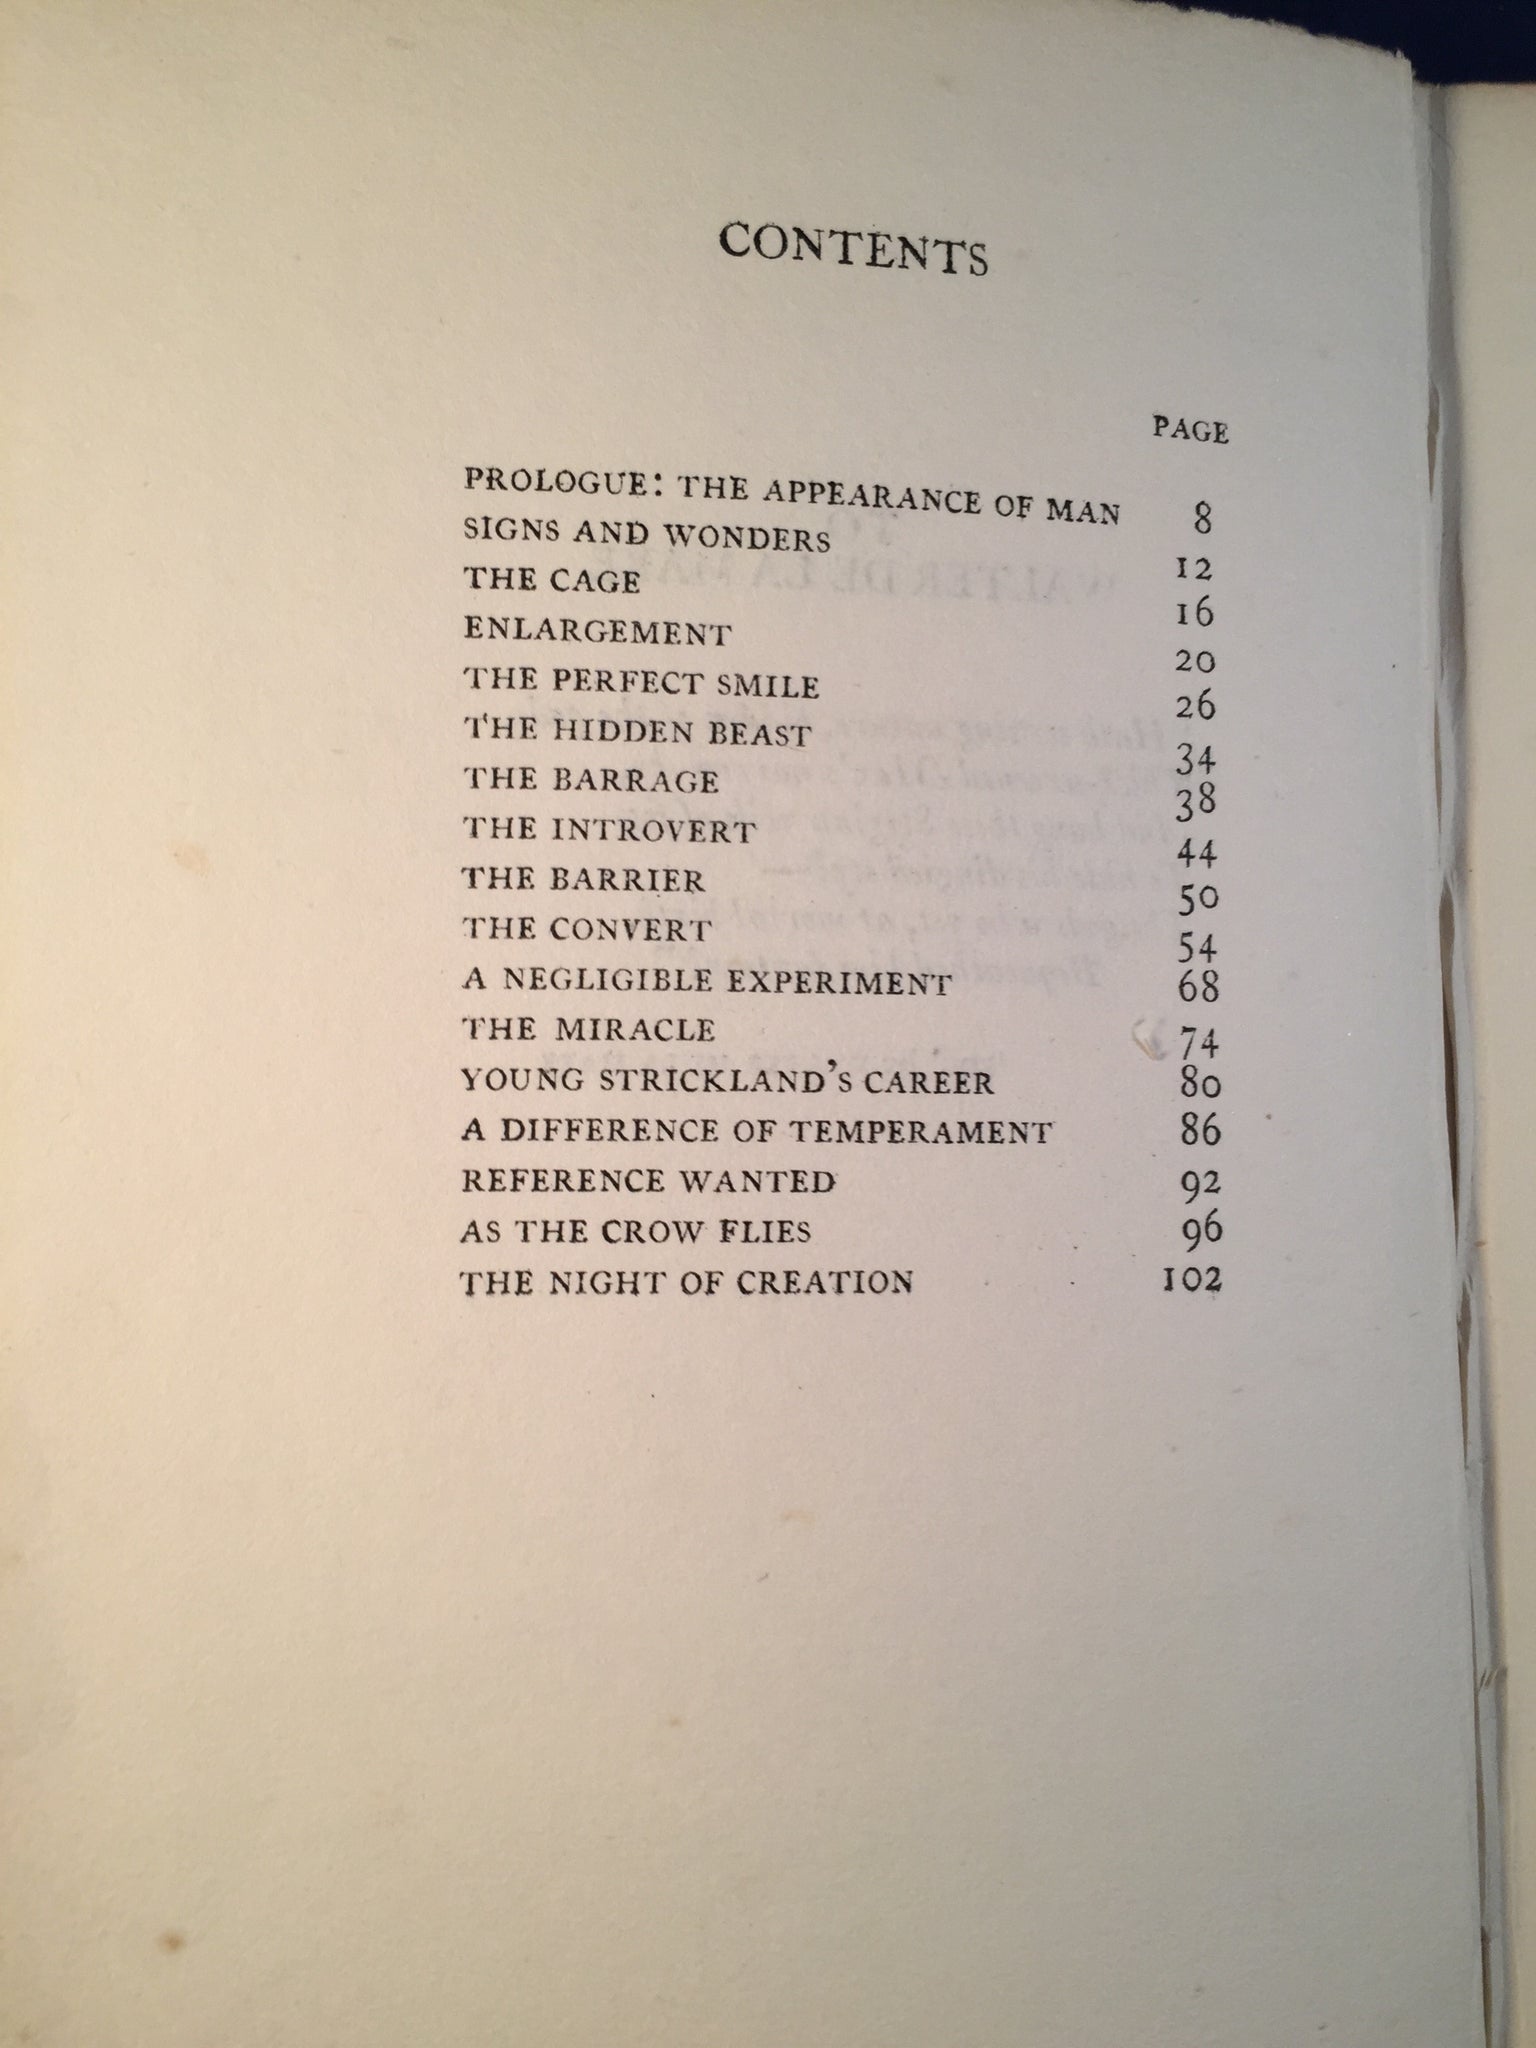 CONTENTS
PAGE
PROLOGUE: THE APPEARANCE OF MAN 8
SIGNS AND WONDERS 12
THE CAGE 16
ENLARGEMENT 20
THE PERFECT SMILE 26
THE HIDDEN BEAST 34
THE BARRAGE 38
THE INTROVERT 44
THE BARRIER 50
THE CONVERT 54
A NEGLIGIBLE EXPERIMENT 68
THE MIRACLE 74
YOUNG STRICKLAND'S CAREER 80
A DIFFERENCE OF TEMPERAMENT 86
REFERENCE WANTED 92
AS THE CROW FLIES 96
THE NIGHT OF CREATION 102